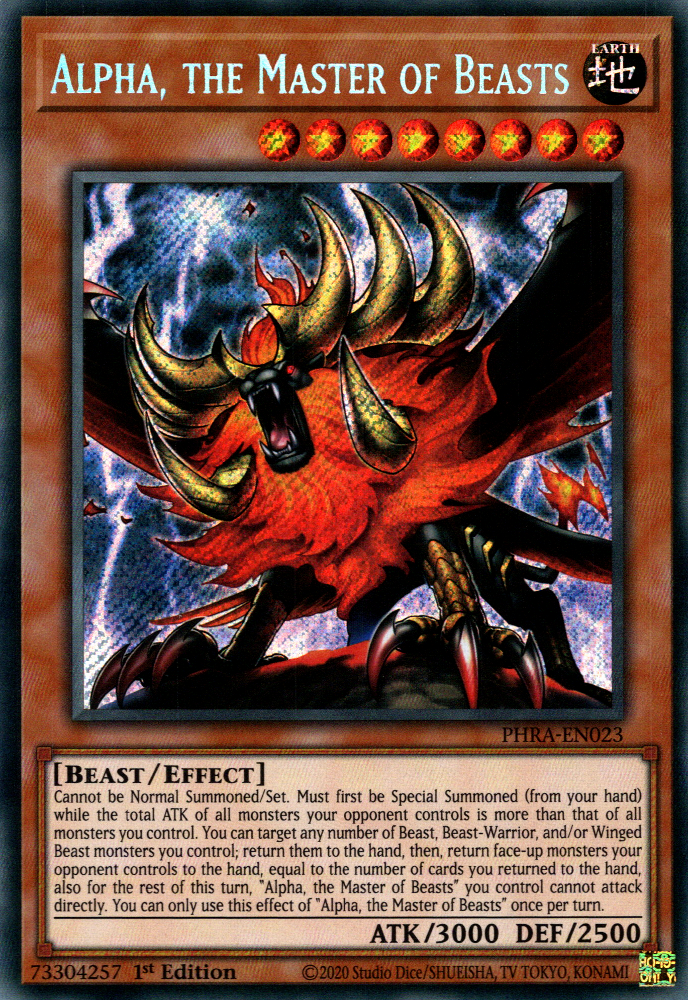 ALPHA, THE MASTER OF BEASTS
EARTH
地
PHRA-EN023
[BEAST/EFFECT]
Cannot be Normal Summoned/Set. Must first be Special Summoned (from your hand)
while the total ATK of all monsters your opponent controls is more than that of all
monsters you control. You can target any number of Beast, Beast-Warrior, and/or Winged
Beast monsters you control; return them to the hand, then, return face-up monsters your
opponent controls to the hand, equal to the number of cards you returned to the hand,
also for the rest of this turn, "Alpha, the Master of Beasts" you control cannot attack
directly. You can only use this effect of "Alpha, the Master of Beasts" once per turn.
ATK/3000 DEF/2500
73304257 1st Edition ©2020 Studio Dice/SHUEISHA, TV TOKYO, KONAMI